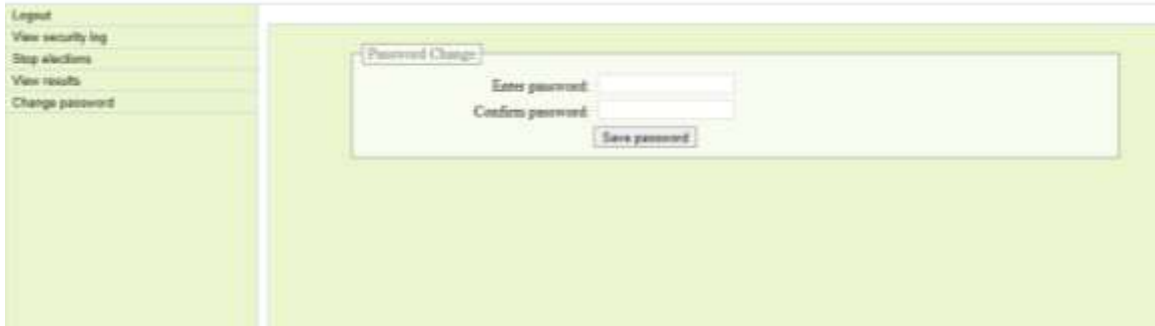 Logout
View security log
Stop elections
View results
Change password
Password Change
Enter password:
Confirm password:
Save password